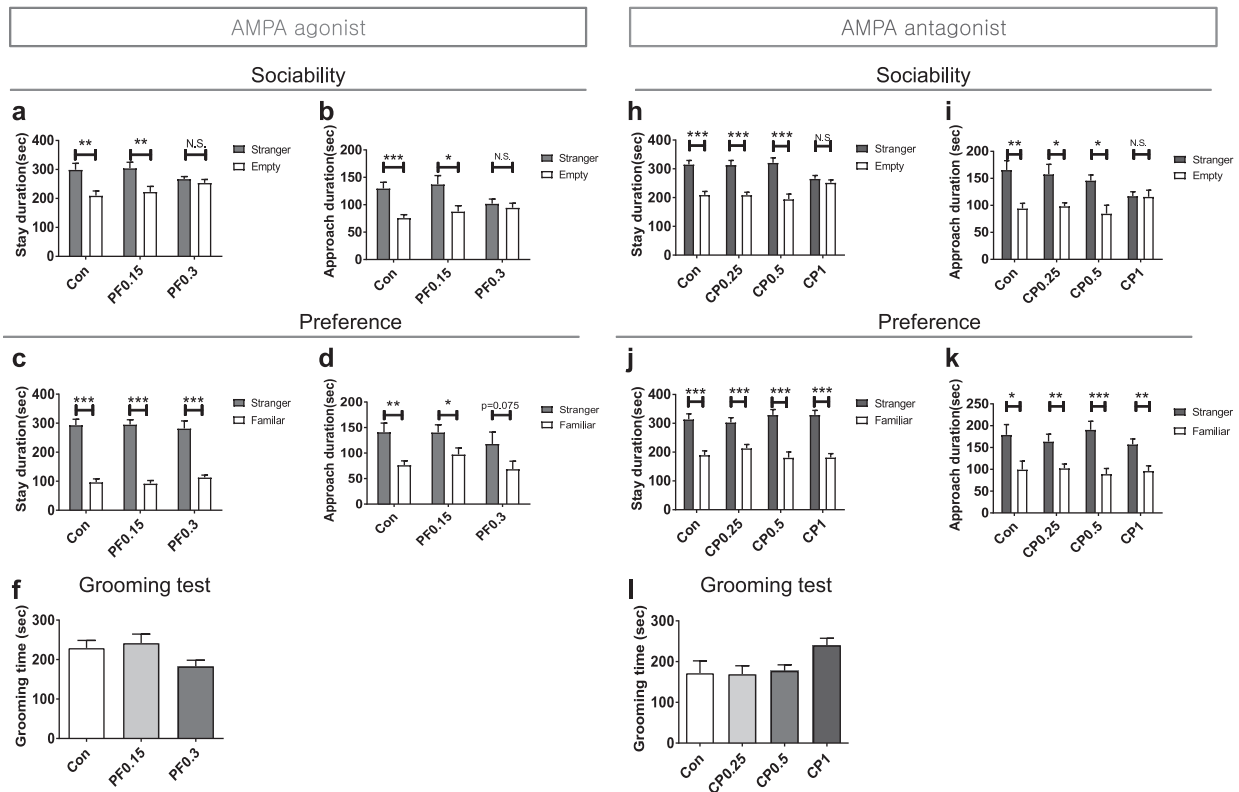 AMPA agonist
AMPA antagonist
Sociability
Sociability
a
Stay duration(sec)
400
300
200
100
0
**
**
N.S.
Stranger
Empty
Con
PF0.15
PF0.3
b
Approach duration(sec)
200
150
100
50
0
***
*
N.S.
Stranger
Empty
Con
PF0.15
PF0.3
h
Stay duration(sec)
400
300
200
100
0
***
***
***
N.S.
Stranger
Empty
Con
CP0.25
CP0.5
CP1
i
Approach duration (sec)
200
150
100
50
0
**
*
*
N.S.
Stranger
Empty
Con
CP0.25
CP0.5
CP1
Preference
Preference
c
Stay duration(sec)
400
300
200
100
0
***
***
***
Stranger
Familar
Con
PF0.15
PF0.3
d
Approach duration(sec)
200
150
100
50
0
**
*
p=0.075
Stranger
Familiar
Con
PF0.15
PF0.3
j
Stay duration(sec)
400
300
200
100
0
***
***
***
***
Stranger
Familiar
Con
CP0.25
CP0.5
CP1
k
Approach duration(sec)
250
200
150
100
50
0
*
**
***
**
Stranger
Familiar
Con
CP0.25
CP0.5
CP1
f
Grooming test
Grooming time (sec)
300
200
100
0
Con
PF0.15
PF0.3
l
Grooming test
Grooming time (sec)
300
200
100
0
Con
CP0.25
CP0.5
CP1